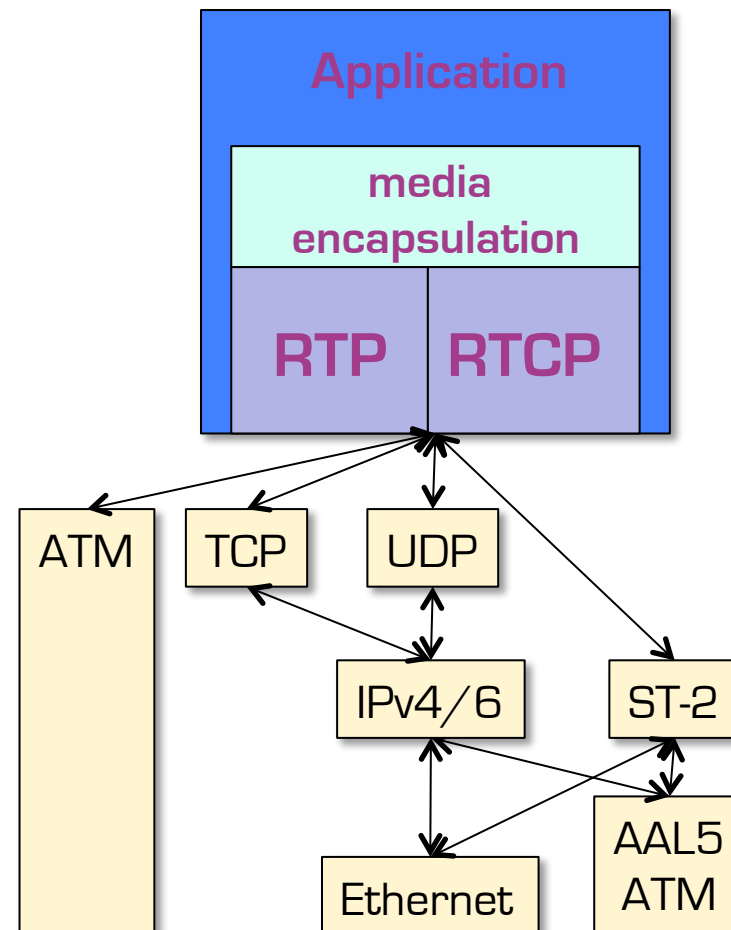 Application
media
encapsulation
RTP
RTCP
ATM
TCP
UDP
IPv4/6
ST-2
Ethernet
AAL5
ATM